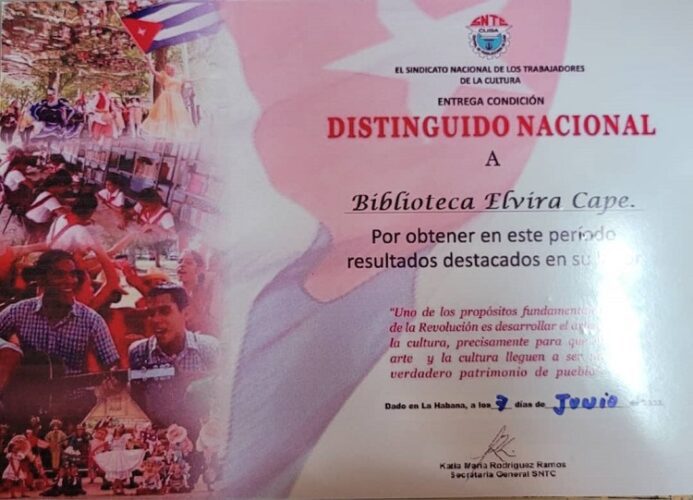 SNTC
CUBA
EL SINDICATO NACIONAL DE LOS TRABAJADORES
DE LA CULTURA
ENTREGA CONDICIÓN
DISTINGUIDO NACIONAL
A
Biblioteca Elvira Cape.
Por obtener en este período
resultados destacados en su
"Uno de los propósitos
de la Revolución es desarrollar el
la cultura, precisamente para que
arte y la cultura lleguen a ser
verdadero patrimonio de
Dado en La Habana, a los 7 días de Junio
Katia María Rodríguez Ramos
Secretaria General SNTC